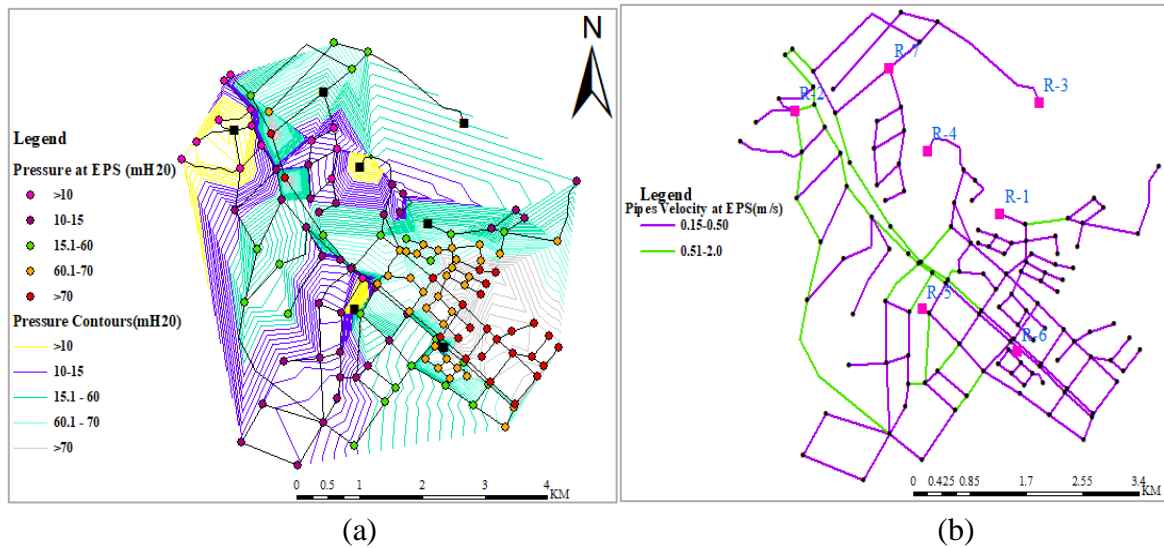 N
Legend
Pressure at EPS (mH20)
>10
10-15
15.1-60
60.1-70
>70
Pressure Contours(mH20)
>10
10-15
15.1 - 60
60.1 - 70
>70
0 0.5 1 2 3 4
KM
(a)
R-7
R-3
R-2
R-4
R-1
Legend
Pipes Velocity at EPS(m/s)
0.15-0.50
0.51-2.0
R-5
R-6
0 0.425 0.85 1.7 2.55 3.4
KM
(b)